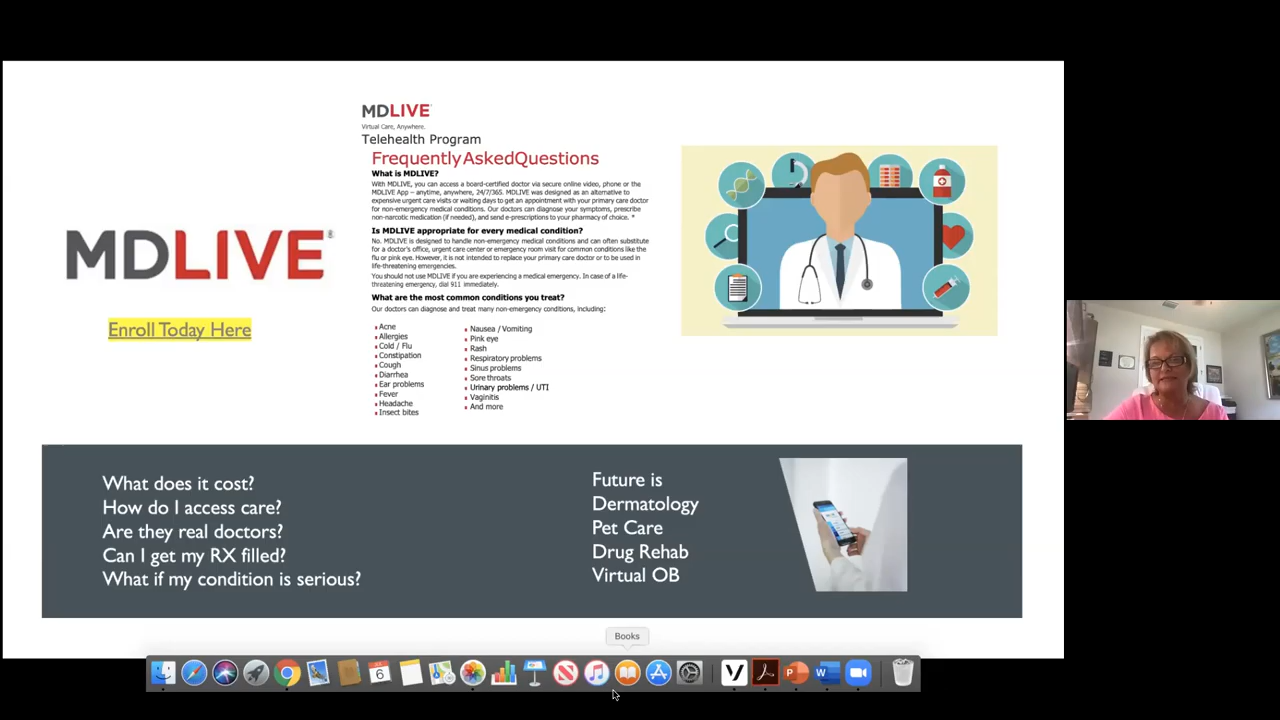 MDLIVE
Virtual Care, Anywhere.
Telehealth Program
FrequentlyAskedQuestions
What is MDLIVE?
With MDLIVE, you can access a board-certified doctor via secure online video, phone or the
MDLIVE App – anytime, anywhere, 24/7/365. MDLIVE was designed as an alternative to
expensive urgent care visits or waiting days to get an appointment with your primary care doctor
for non-emergency medical conditions. Our doctors can diagnose your symptoms, prescribe
non-narcotic medication (if needed), and send e-prescriptions to your pharmacy of choice. *
Is MDLIVE appropriate for every medical condition?
No. MDLIVE is designed to handle non-emergency medical conditions and can often substitute
for a doctor's office, urgent care center or emergency room visit for common conditions like the
flu or pink eye. However, it is not intended to replace your primary care doctor or to be used in
life-threatening emergencies.
You should not use MDLIVE if you are experiencing a medical emergency. In case of a life-
threatening emergency, dial 911 immediately.
What are the most common conditions you treat?
Our doctors can diagnose and treat many non-emergency conditions, including:
Acne
Allergies
Cold / Flu
Constipation
Cough
Diarrhea
Ear problems
Fever
Headache
Insect bites
Nausea / Vomiting
Pink eye
Rash
Respiratory problems
Sinus problems
Sore throats
Urinary problems / UTI
Vaginitis
And more
MDLIVE®
Enroll Today Here
What does it cost?
How do I access care?
Are they real doctors?
Can I get my RX filled?
What if my condition is serious?
Future is
Dermatology
Pet Care
Drug Rehab
Virtual OB
Books
6